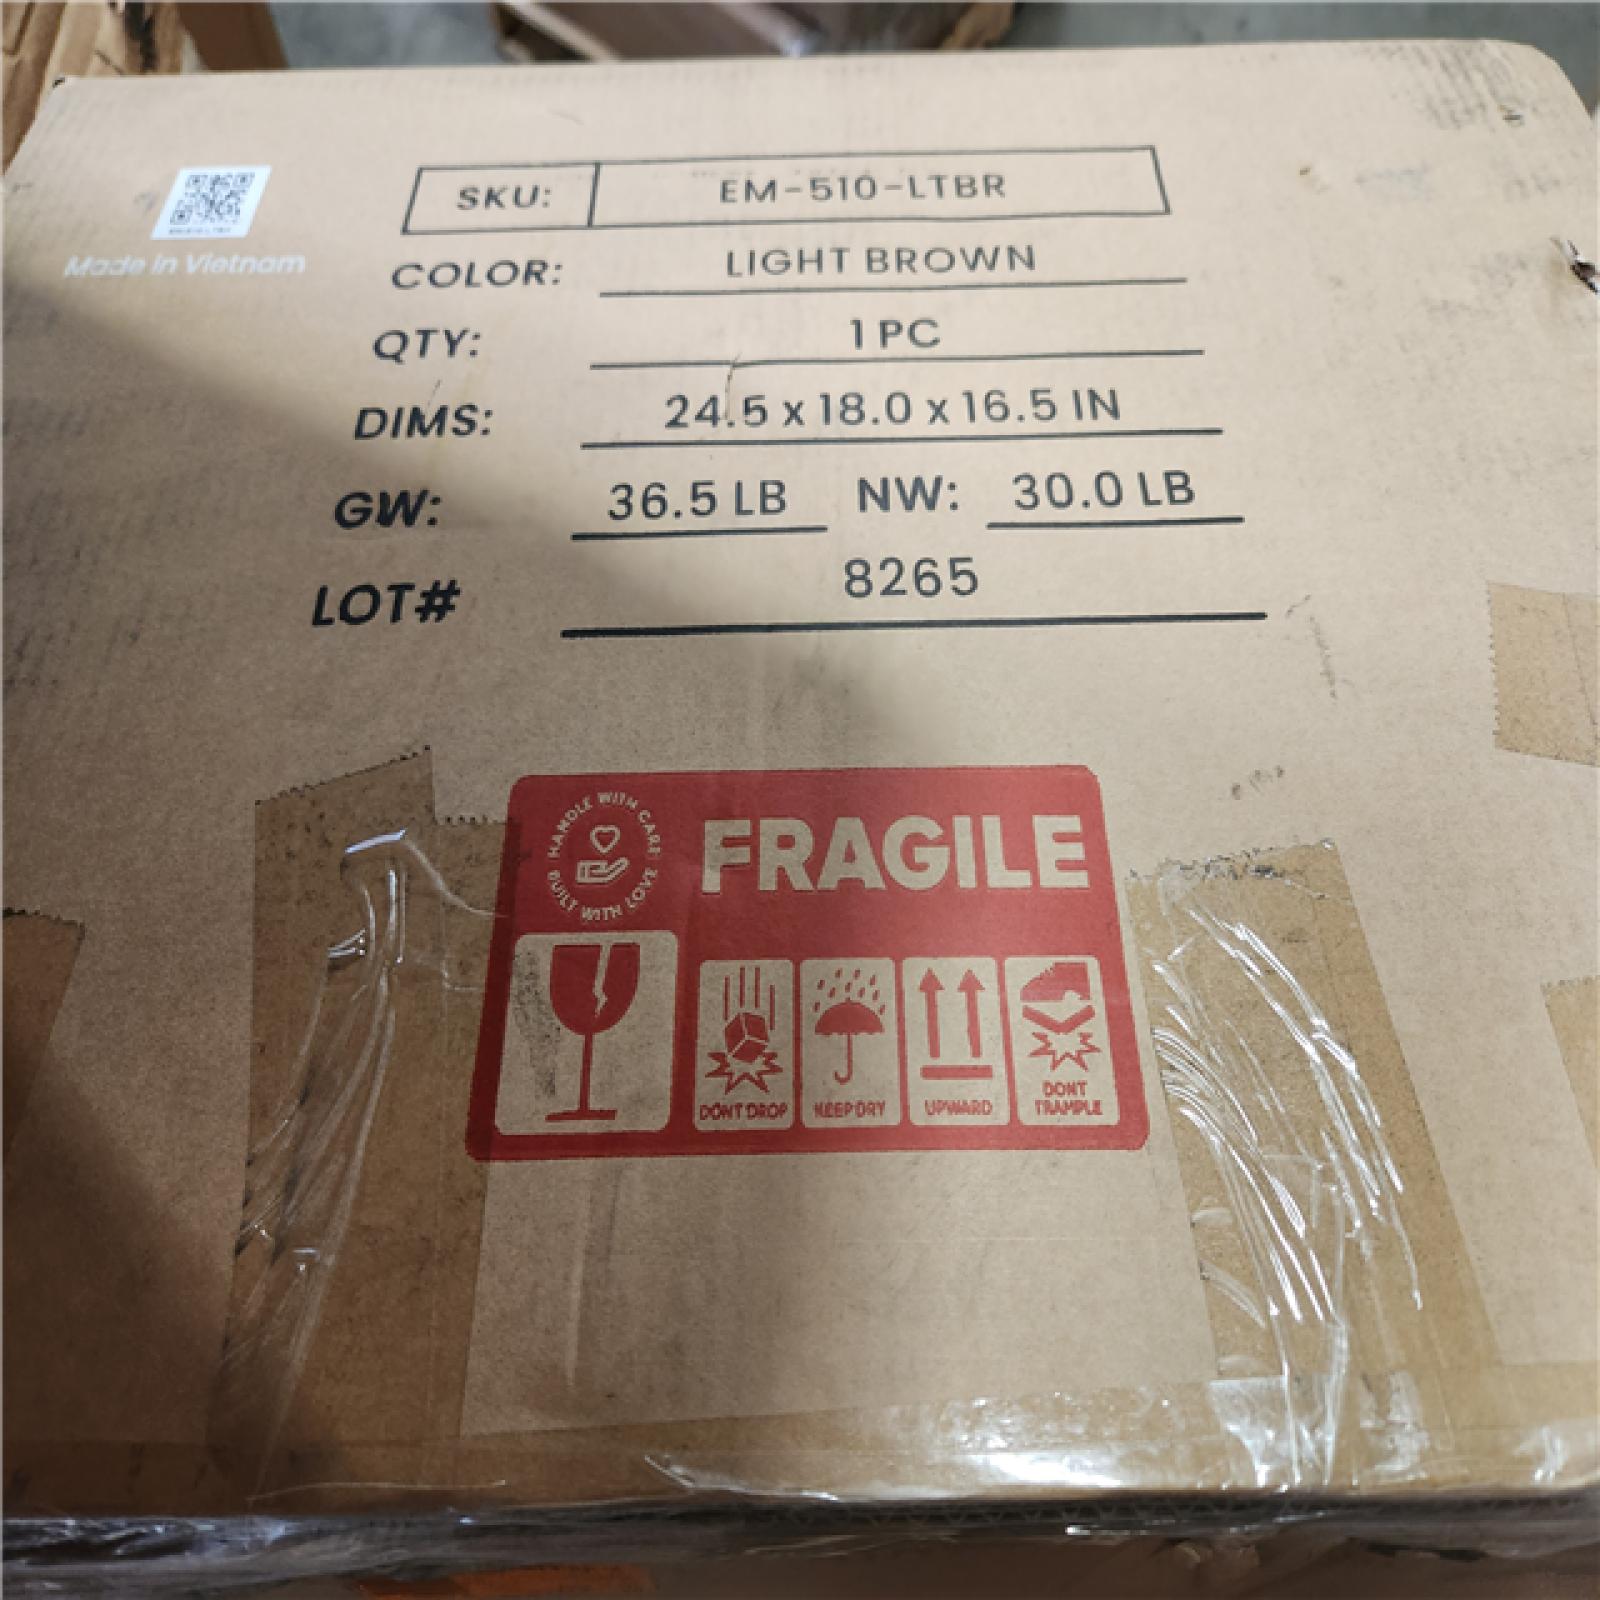 SKU: EM-510-LTBR
Made in Vietnam
COLOR: LIGHT BROWN
QTY: 1 PC
DIMS: 24.5 x 18.0 x 16.5 IN
GW: 36.5 LB NW: 30.0 LB
LOT# 8265
HANDLE WITH CARE
BUILT WITH LOVE
FRAGILE
DONT DROP
KEEP DRY
UPWARD
DONT
TRAMPLE